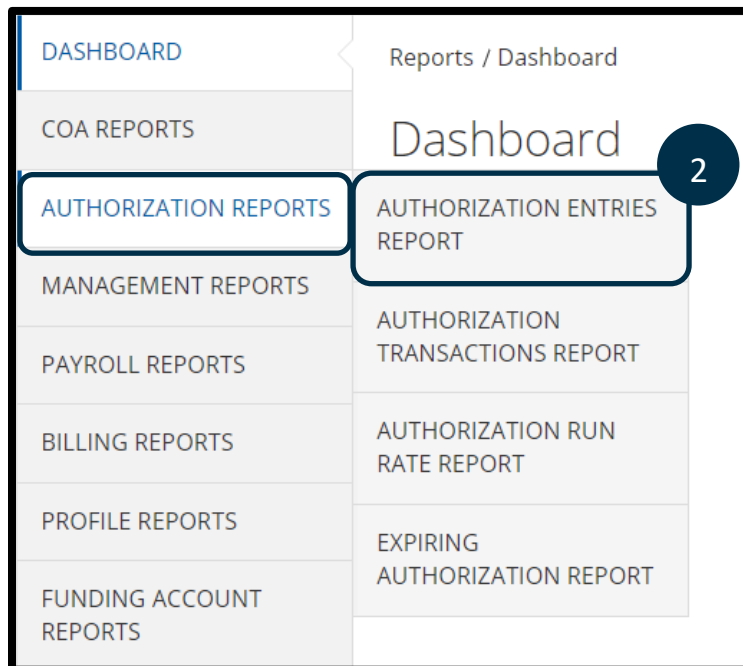 DASHBOARD
COA REPORTS
AUTHORIZATION REPORTS
MANAGEMENT REPORTS
PAYROLL REPORTS
BILLING REPORTS
PROFILE REPORTS
FUNDING ACCOUNT
REPORTS
Reports / Dashboard
Dashboard
2
AUTHORIZATION ENTRIES
REPORT
AUTHORIZATION
TRANSACTIONS REPORT
AUTHORIZATION RUN
RATE REPORT
EXPIRING
AUTHORIZATION REPORT